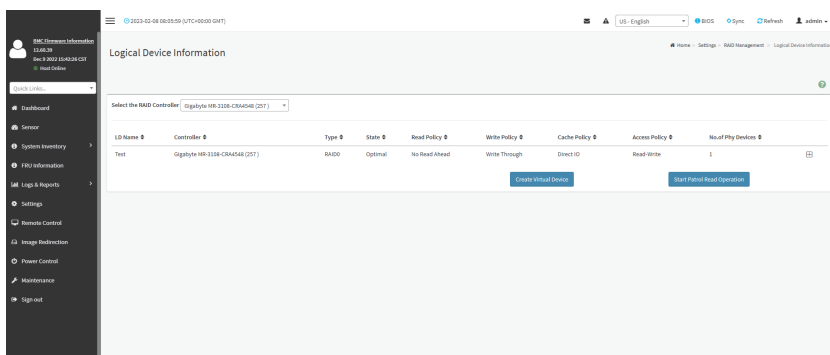 2023-02-08 08:05:59 (UTC+00:00 GMT)
US - English
BIOS
Sync
Refresh
admin
BMC Firmware Information
12.60.39
Dec 9 2022 15:43:26 CST
Host Online
Quick Links...
Dashboard
Sensor
System Inventory
FRU Information
Logs & Reports
Settings
Remote Control
Image Redirection
Power Control
Maintenance
Sign out
Logical Device Information
Home > Settings > RAID Management > Logical Device Informatio
Select the RAID Controller Gigabyte MR-3108-CRA4548 (257 )
LD Name Controller Type State Read Policy Write Policy Cache Policy Access Policy No.of Phy Devices
Test Gigabyte MR-3108-CRA4548 (257 ) RAID0 Optimal No Read Ahead Write Through Direct IO Read-Write 1
Create Virtual Device Start Patrol Read Operation